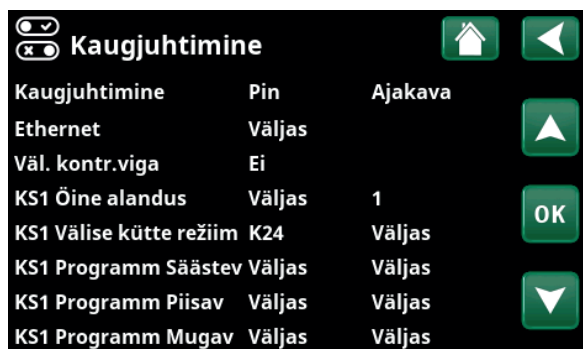 Kaugjuhtimine
Kaugjuhtimine Pin Ajakava
Ethernet Väljas
Väl. kontr.viga Ei
KS1 Öine alandus Väljas 1
OK
KS1 Välise kütte režiim K24 Väljas
KS1 Programm Säästev Väljas Väljas
KS1 Programm Piisav Väljas Väljas
KS1 Programm Mugav Väljas Väljas